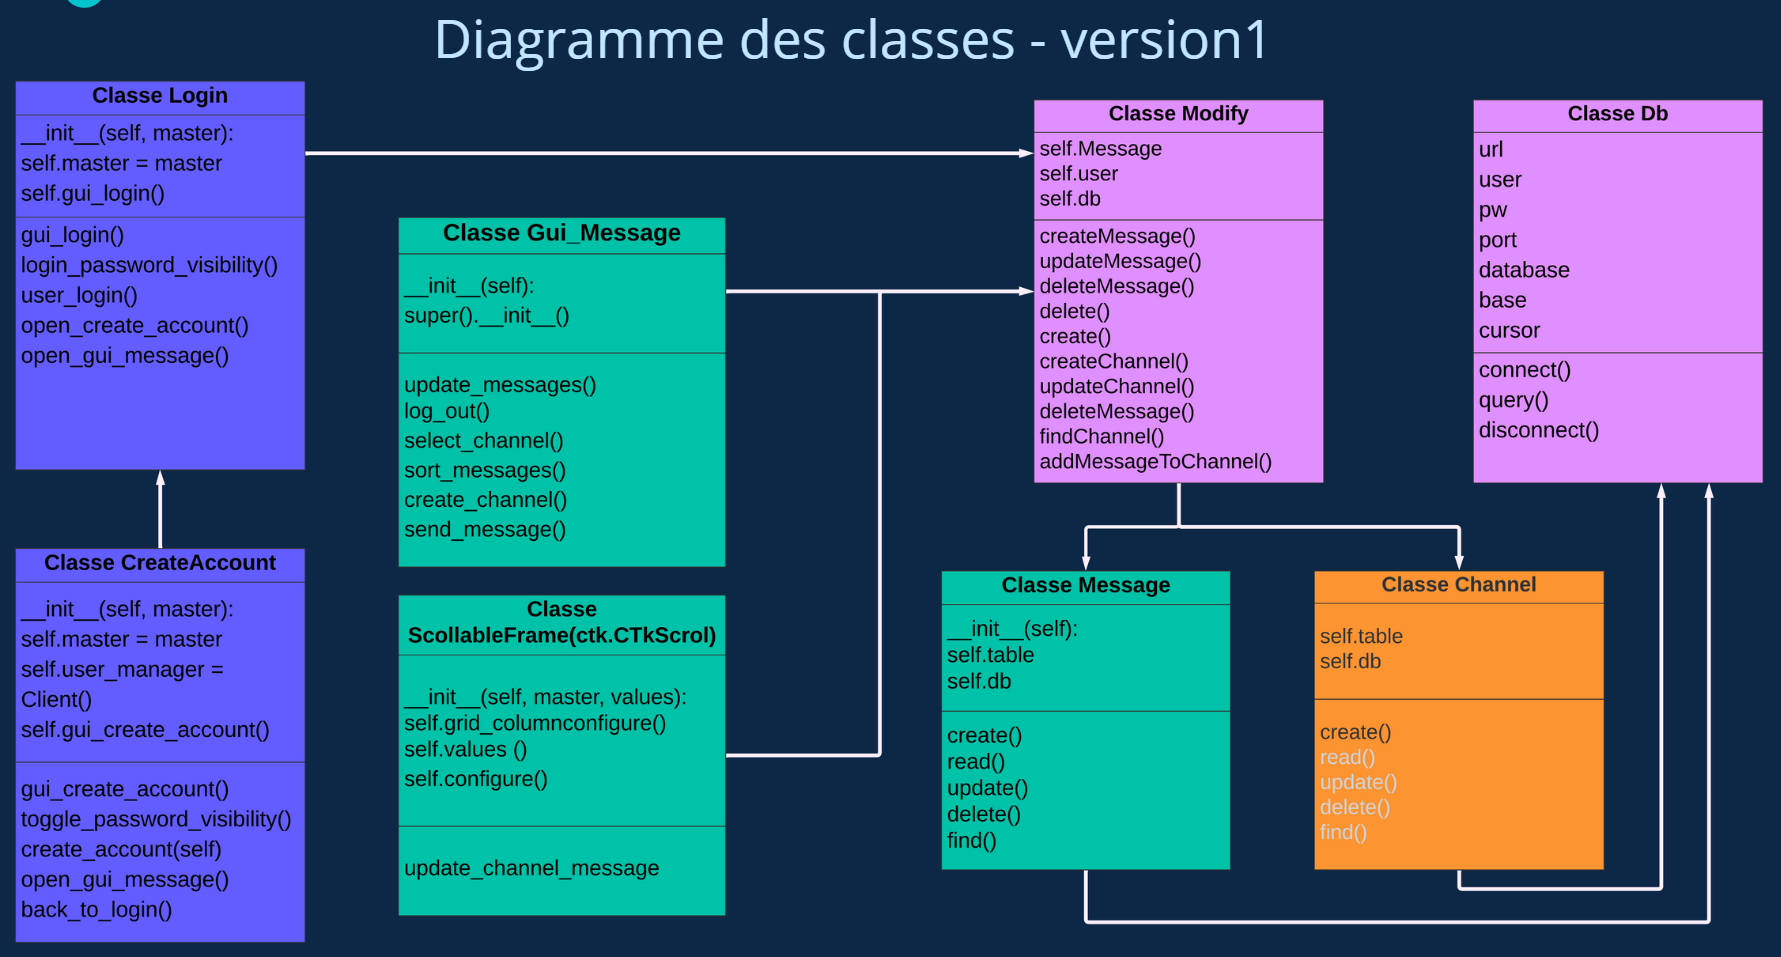 Diagramme des classes - version1
Classe Login
__init__(self, master):
self.master = master
self.gui_login()
gui_login()
login_password_visibility()
user_login()
open_create_account()
open_gui_message()
Classe CreateAccount
__init__(self, master):
self.master = master
self.user_manager =
Client()
self.gui_create_account()
gui_create_account()
toggle_password_visibility()
create_account(self)
open_gui_message()
back_to_login()
Classe Gui_Message
__init__(self):
super().__init__()
update_messages()
log_out()
select_channel()
sort_messages()
create_channel()
send_message()
Classe
ScollableFrame(ctk.CTkScrol)
__init__(self, master, values):
self.grid_columnconfigure()
self.values ()
self.configure()
update_channel_message
Classe Modify
self.Message
self.user
self.db
createMessage()
updateMessage()
deleteMessage()
delete()
create()
createChannel()
updateChannel()
deleteMessage()
findChannel()
addMessageToChannel()
Classe Db
url
user
pw
port
database
base
cursor
connect()
query()
disconnect()
Classe Message
__init__(self):
self.table
self.db
create()
read()
update()
delete()
find()
Classe Channel
self.table
self.db
create()
read()
update()
delete()
find()